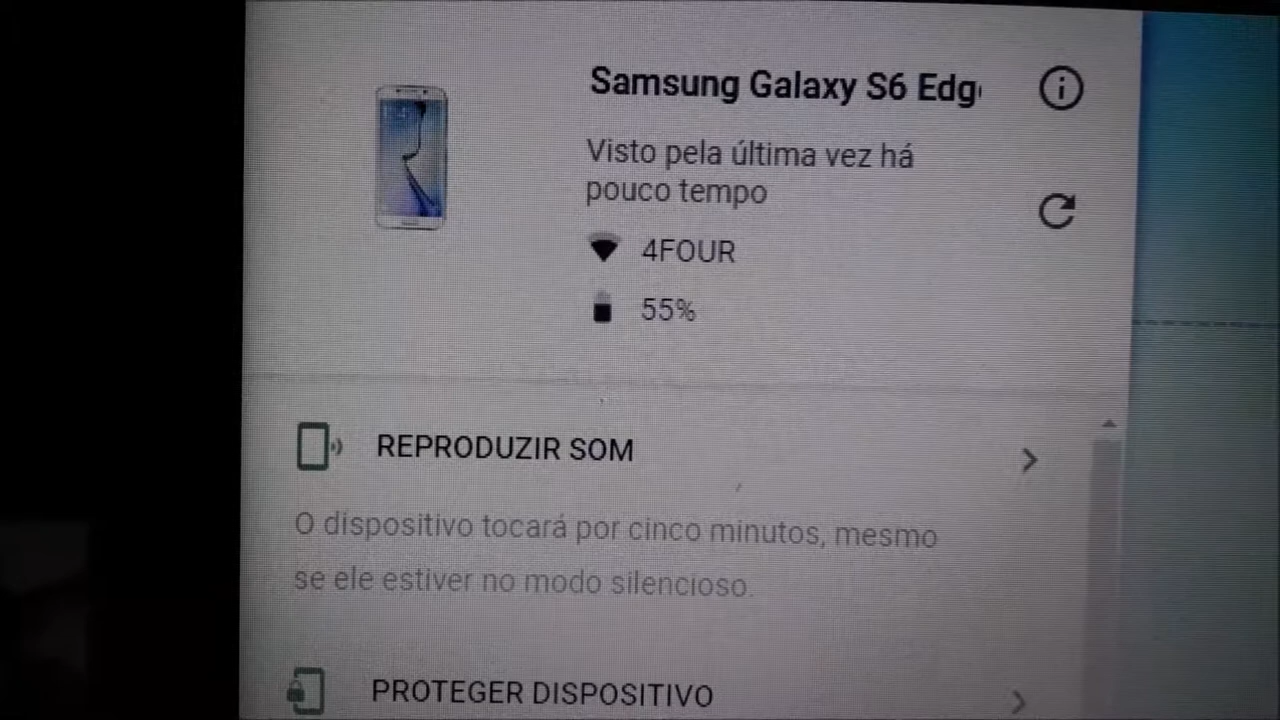 Samsung Galaxy S6 Edg
Visto pela última vez há
pouco tempo
4FOUR
55%
REPRODUZIR SOM
O dispositivo tocará por cinco minutos, mesmo
se ele estiver no modo silencioso.
PROTEGER DISPOSITIVO